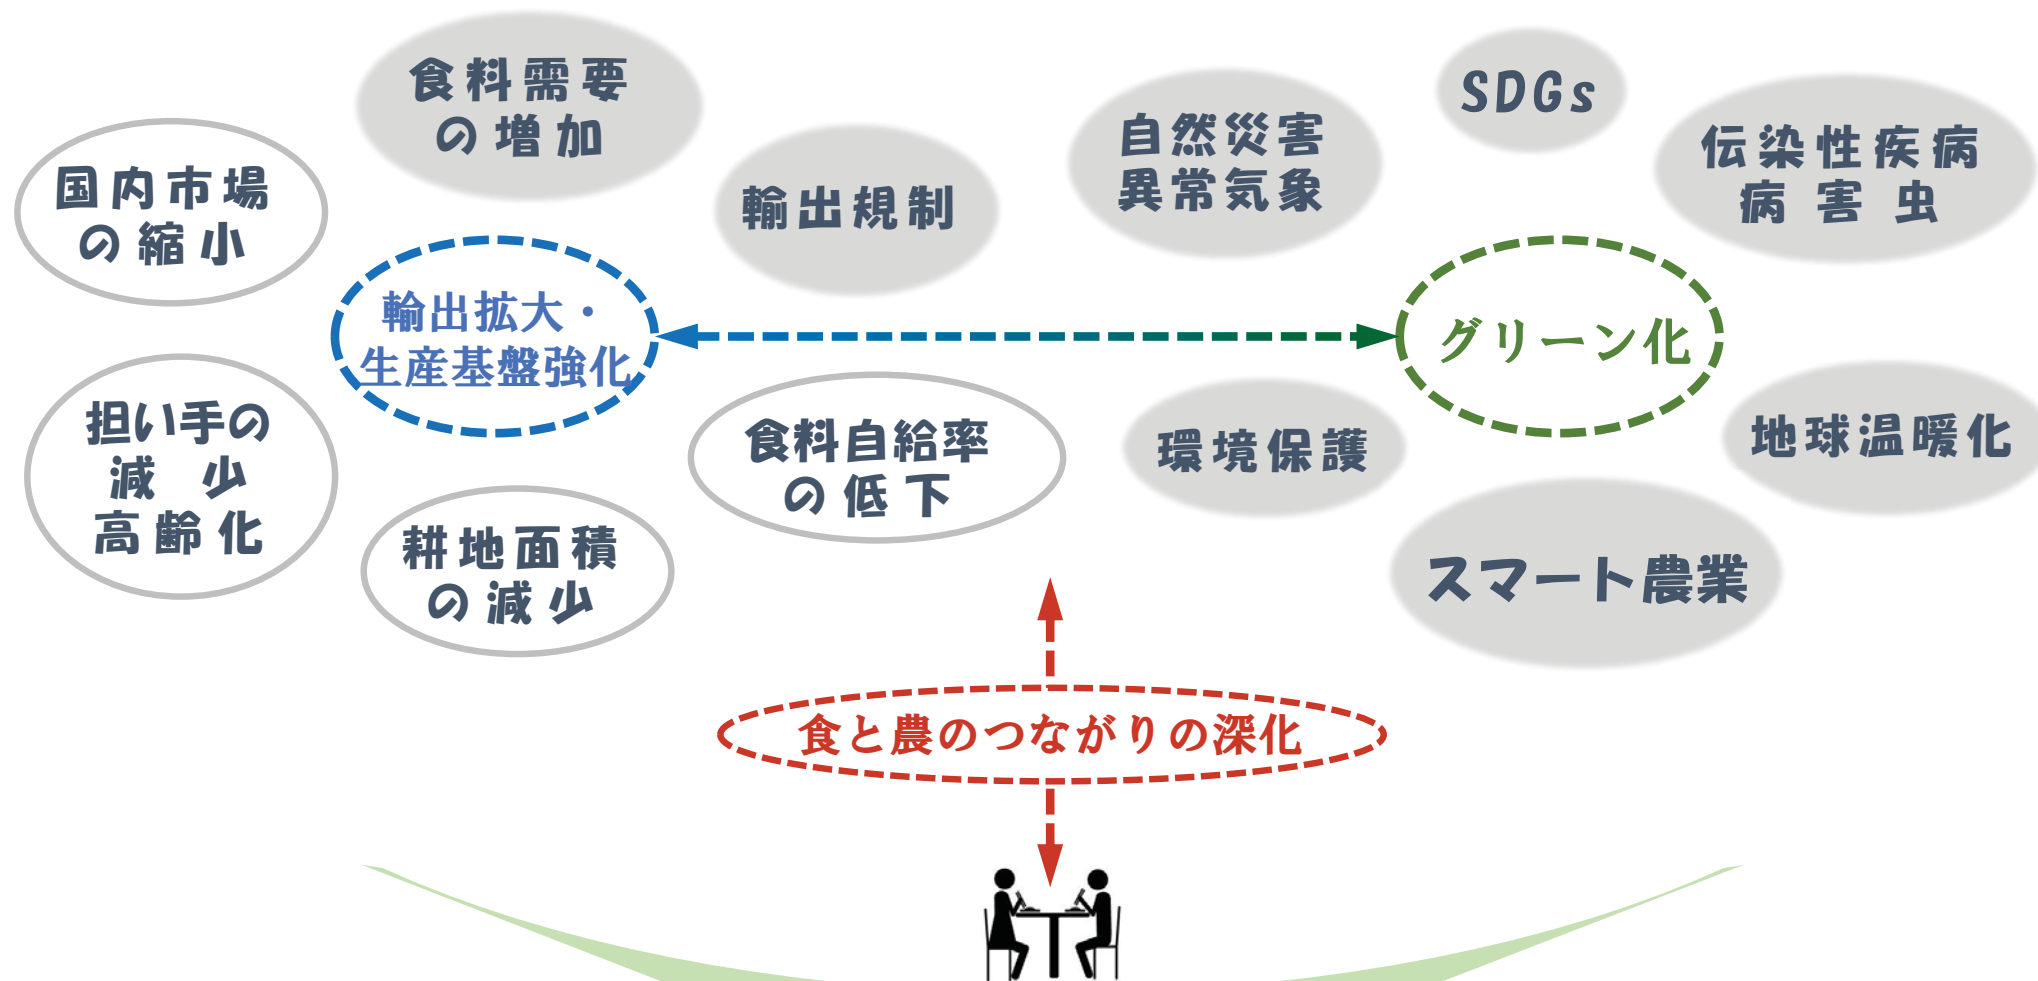 食料需要
の増加
国内市場
の縮小
輸出規制
自然災害
異常気象
SDGs
伝染性疾病
病害虫
輸出拡大・
生産基盤強化
グリーン化
担い手の
減少
高齢化
耕地面積
の減少
食料自給率
の低下
環境保護
地球温暖化
スマート農業
食と農のつながりの深化